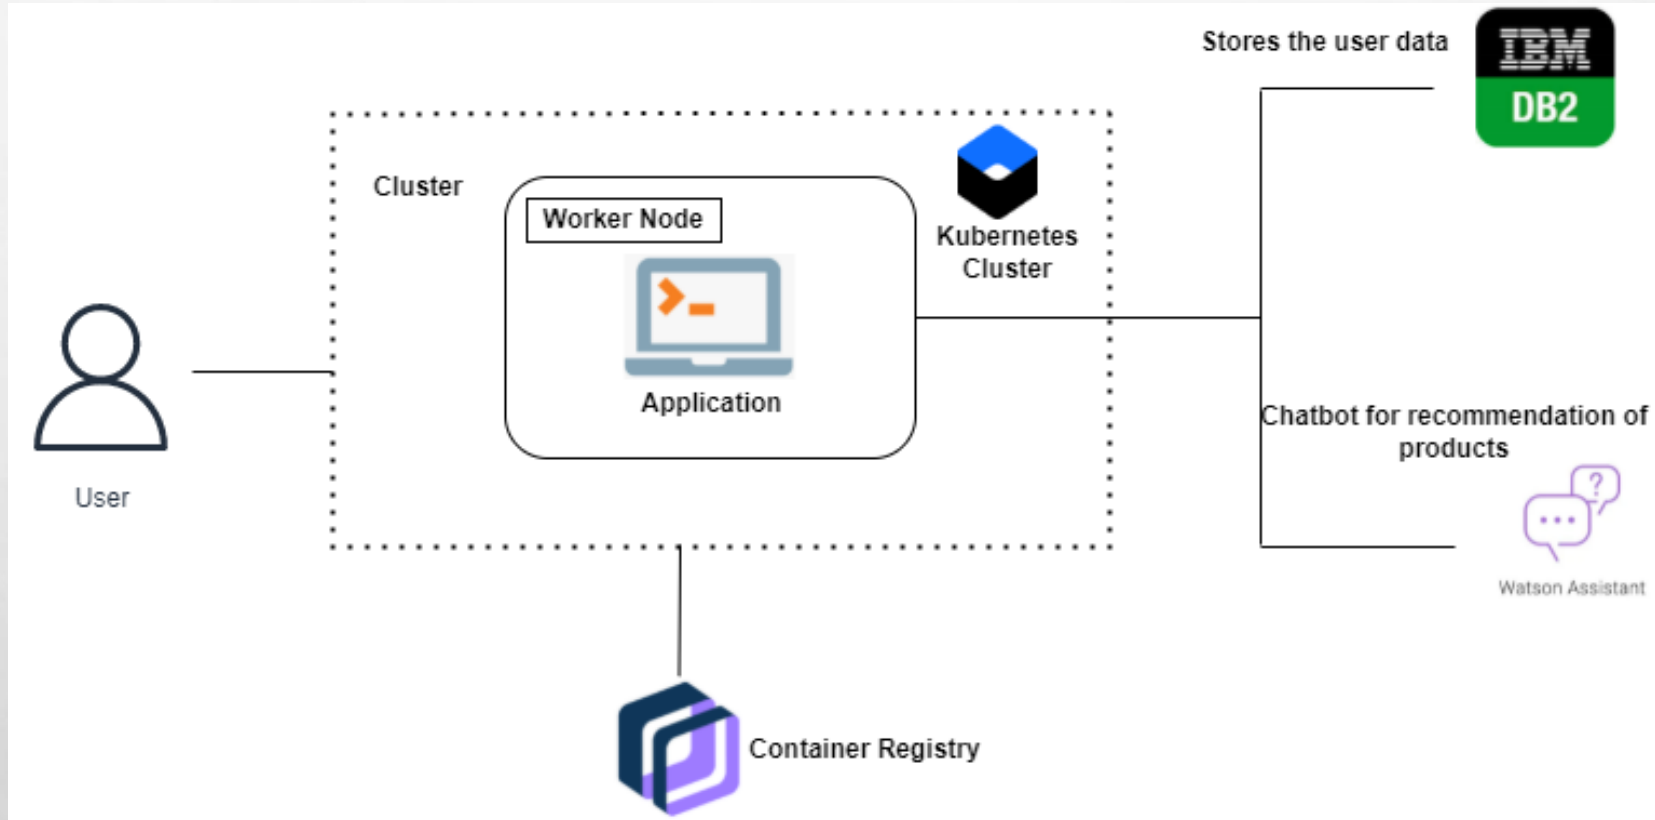 Stores the user data
IBM
DB2
Cluster
Worker Node
Kubernetes
Cluster
Application
User
Chatbot for recommendation of
products
?
Watson Assistant
Container Registry